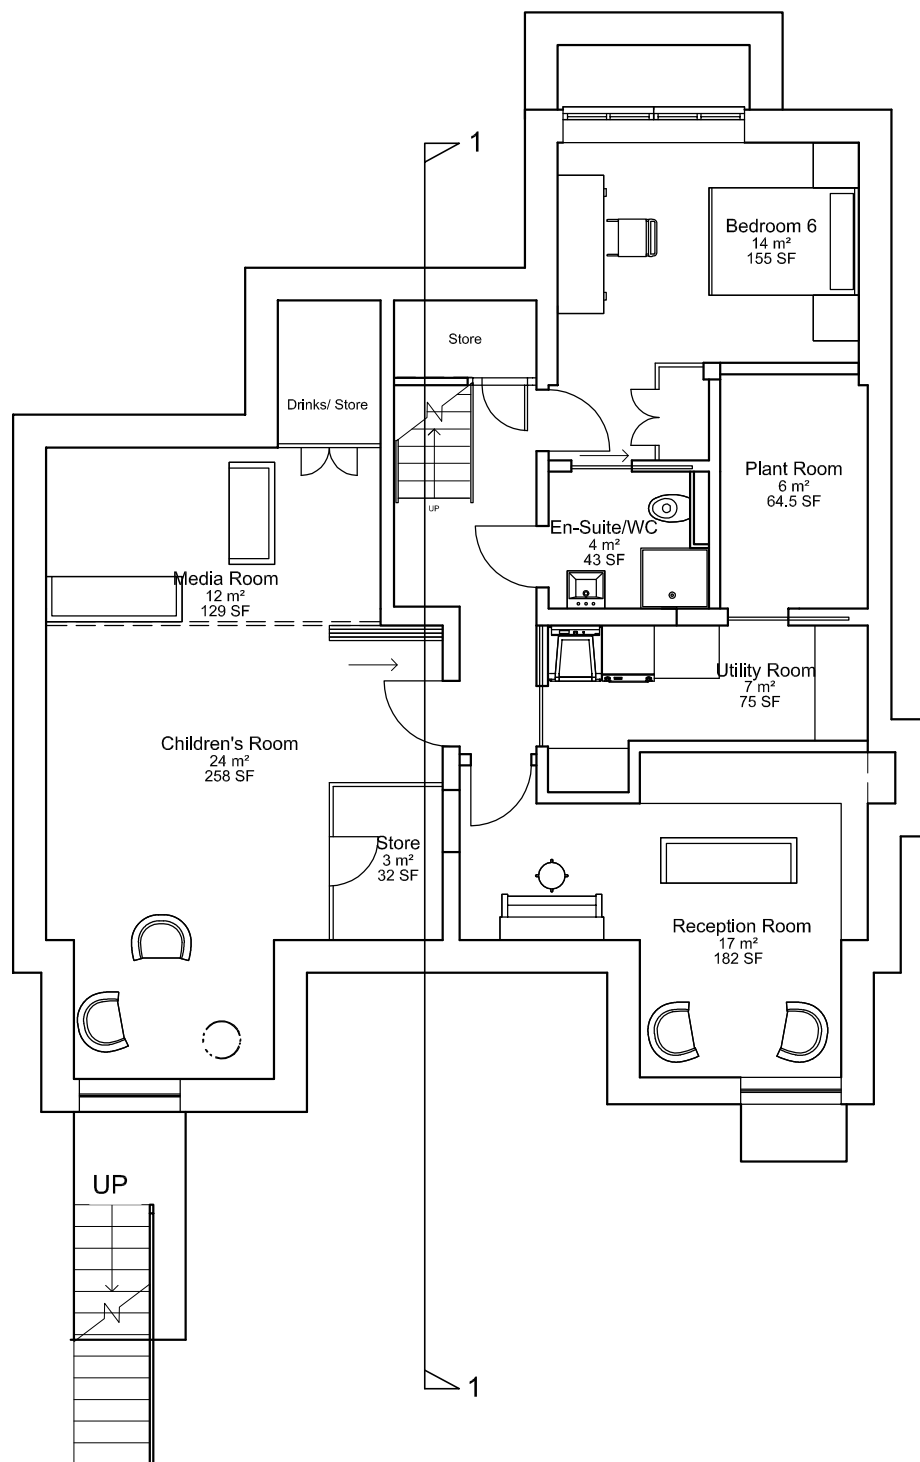 1
Bedroom 6
14 m²
155 SF
Store
Drinks/ Store
Plant Room
6 m²
64.5 SF
UP
En-Suite/WC
4 m²
43 SF
Media Room
12 m²
129 SF
Utility Room
7 m²
75 SF
Children's Room
24 m²
258 SF
Store
3 m²
32 SF
Reception Room
17 m²
182 SF
UP
1